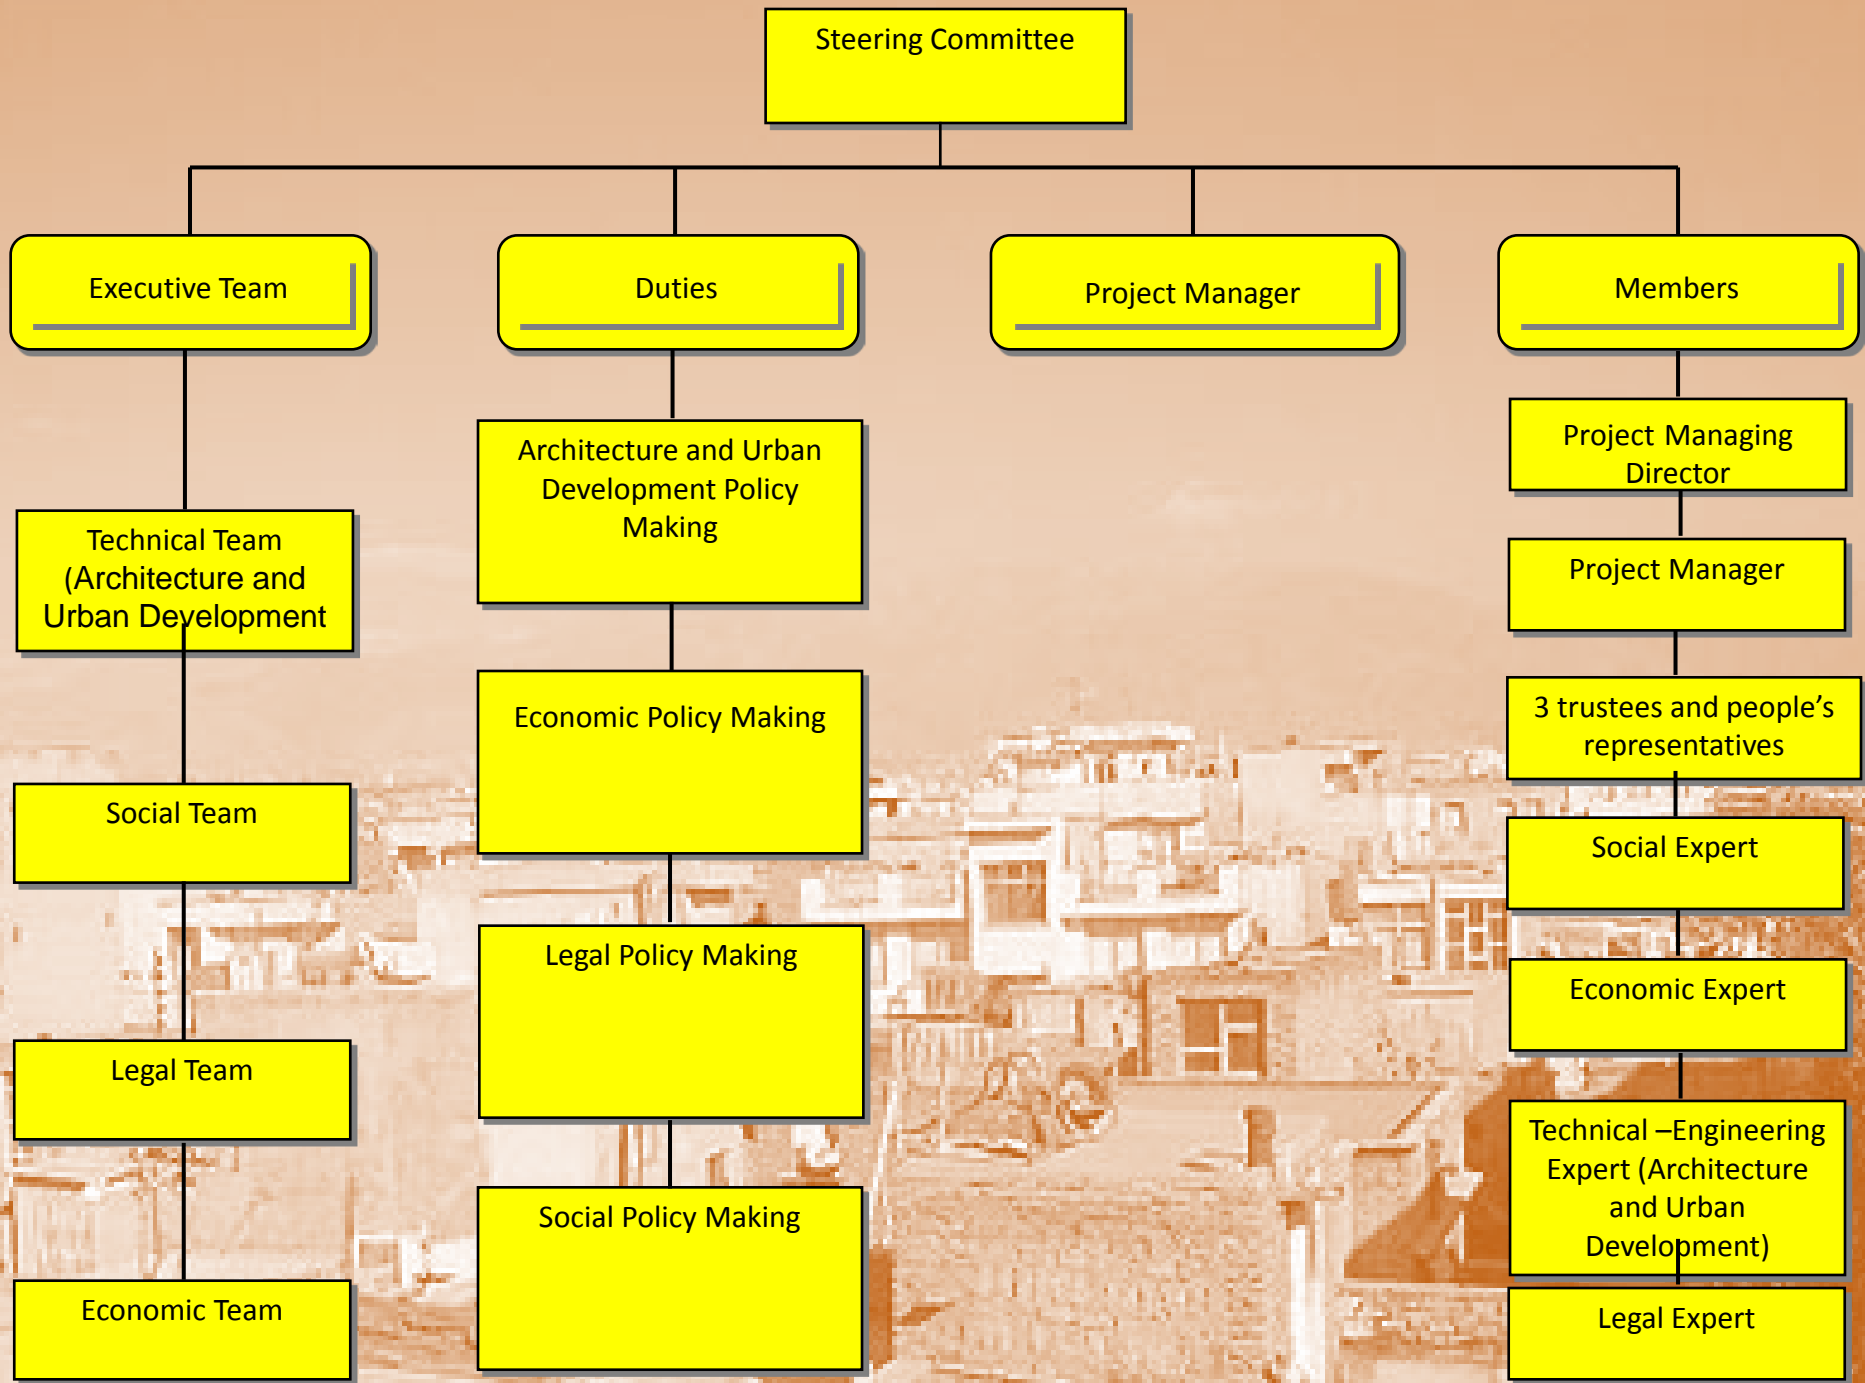 Steering Committee
Executive Team
Duties
Project Manager
Members
Technical Team
(Architecture and
Urban Development
Social Team
Legal Team
Economic Team
Architecture and Urban
Development Policy
Making
Economic Policy Making
Legal Policy Making
Social Policy Making
Project Managing
Director
Project Manager
3 trustees and people’s
representatives
Social Expert
Economic Expert
Technical –Engineering
Expert (Architecture
and Urban
Development)
Legal Expert